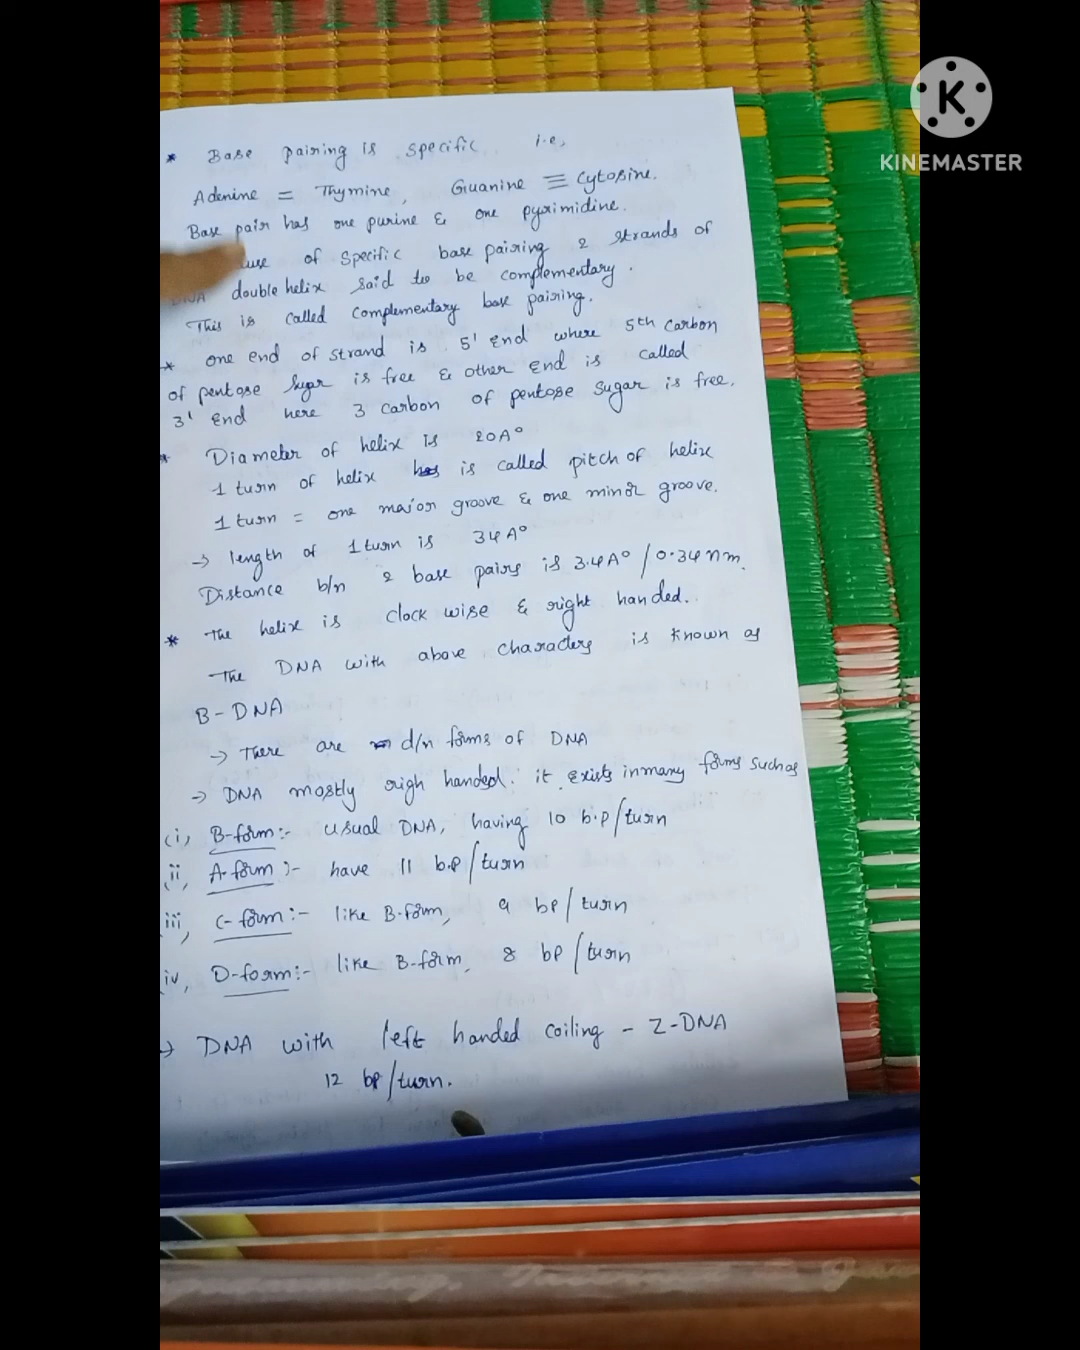 * Base pairing is specific i.e,
Adenine = Thymine, Guanine ≡ Cytosine.
Base pair has one purine & one pyrimidine.
of specific base pairing 2 strands of
DNA double helix said to be complementary.
This is called complementary base pairing.
* one end of strand is 5' end where 5th carbon
of pentose sugar is free & other end is called
3' end here 3 carbon of pentose sugar is free.
* Diameter of helix is 20A°
1 turn of helix is called pitch of helix
1 turn = one major groove & one minor groove.
→ length of 1 turn is 34A°
Distance b/n 2 base pairs is 3.4A° / 0.34nm.
* The helix is clock wise & right handed.
The DNA with above characters is known as
B-DNA
→ There are d/n forms of DNA
→ DNA mostly righ handed. it exists in many forms such as
(i) B-form:- usual DNA, having 10 b.p/turn
(ii, A-form :- have 11 b.p/turn
iii, C-form:- like B-form, 9 bp/turn
iv, D-form:- like B-form, 8 bp/turn
→ DNA with left handed coiling - Z-DNA
12 bp/turn.
K
KINEMASTER